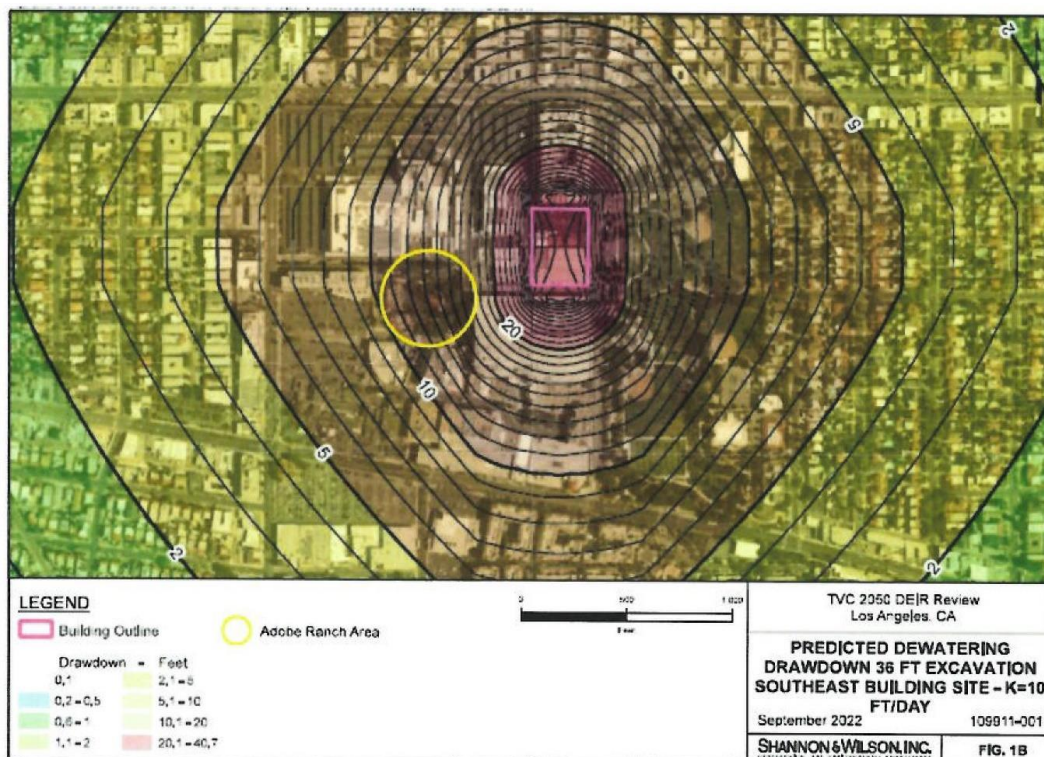 2
5
20
10
5
2
2
LEGEND
Building Outline
Adobe Ranch Area
Drawdown - Feet
0,1
0,2-0,5
0,6-1
1,1-2
2,1-5
5,1-10
10,1-20
20,1-40,7
0 500 1.000
TVC 2050 DEIR Review
Los Angeles, CA
PREDICTED DEWATERING
DRAWDOWN 36 FT EXCAVATION
SOUTHEAST BUILDING SITE - K=10
FT/DAY
September 2022 109911-001
SHANNON & WILSON, INC.
FIG. 1B